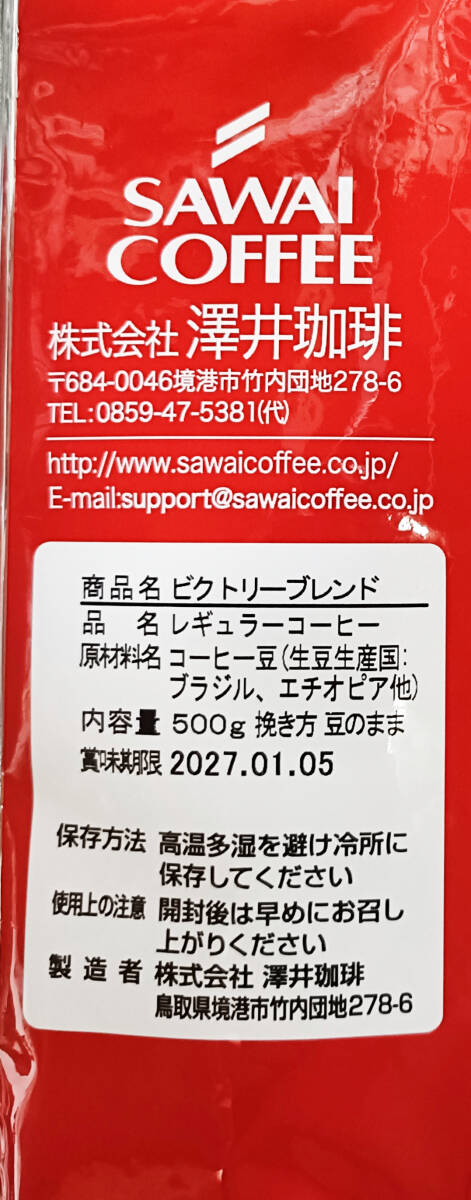 SAWAI
COFFEE
株式会社 澤井珈琲
〒684-0046境港市竹内団地278-6
TEL:0859-47-5381(代)
http://www.sawaicoffee.co.jp/
E-mail:support@sawaicoffee.co.jp
商品名 ビクトリーブレンド
品名 レギュラーコーヒー
原材料名 コーヒー豆(生豆生産国:
ブラジル、エチオピア他)
内容量 500g 挽き方 豆のまま
賞味期限 2027.01.05
保存方法 高温多湿を避け冷所に
保存してください
使用上の注意 開封後は早めにお召し
上がりください
製造者 株式会社 澤井珈琲
鳥取県境港市竹内団地278-6